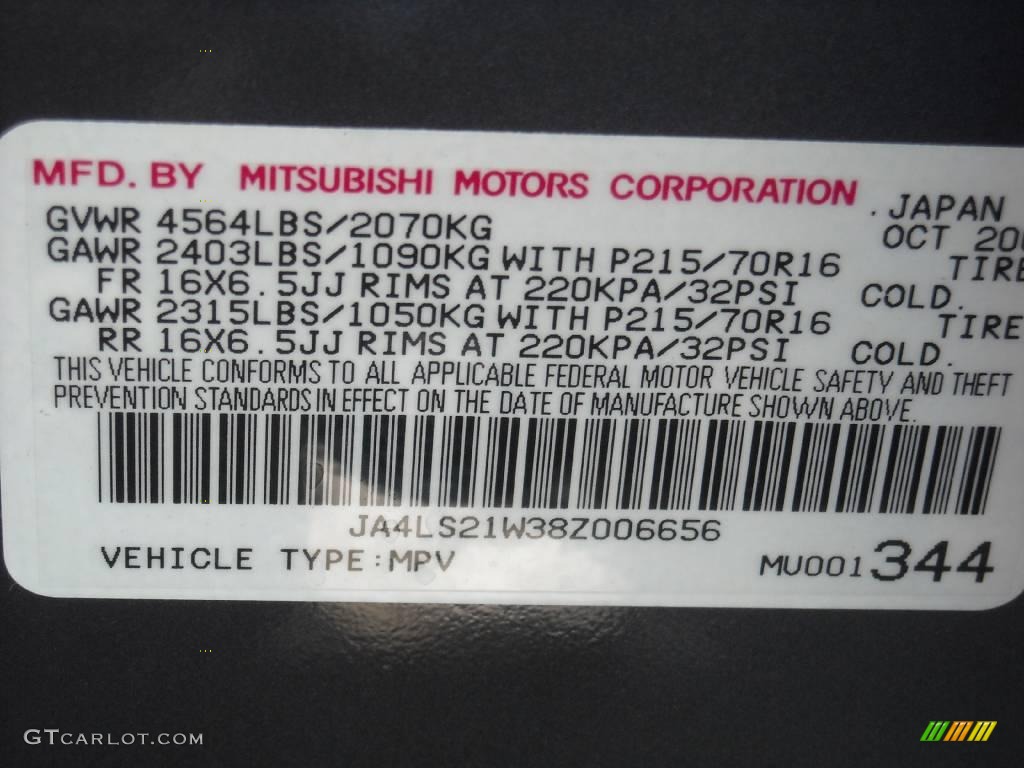 MFD. BY MITSUBISHI MOTORS CORPORATION . JAPAN
GVWR 4564LBS/2070KG OCT
GAWR 2403LBS/1090KG WITH P215/70R16
FR 16X6.5JJ RIMS AT 220KPA/32PSI COLD.
GAWR 2315LBS/1050KG WITH P215/70R16 TIRE
RR 16X6.5JJ RIMS AT 220KPA/32PSI COLD.
THIS VEHICLE CONFORMS TO ALL APPLICABLE FEDERAL MOTOR VEHICLE SAFETY AND THEFT
PREVENTION STANDARDS IN EFFECT ON THE DATE OF MANUFACTURE SHOWN ABOVE.
JA4LS21W38Z006656
VEHICLE TYPE:MPV MU001344
GTCARLOT.COM